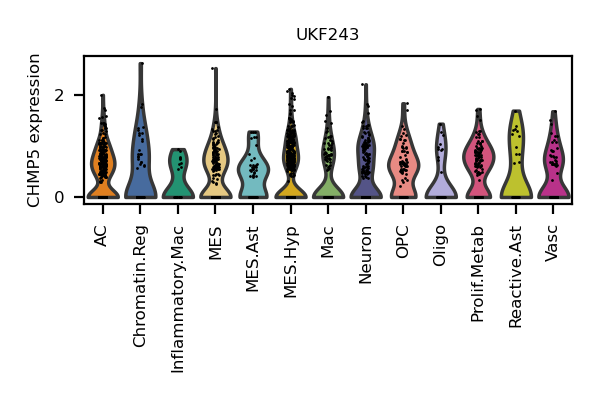 UKF243
CHMP5 expression
2
0
AC
Chromatin.Reg
Inflammatory.Mac
MES
MES.Ast
MES.Hyp
Mac
Neuron
OPC
Oligo
Prolif.Metab
Reactive.Ast
Vasc